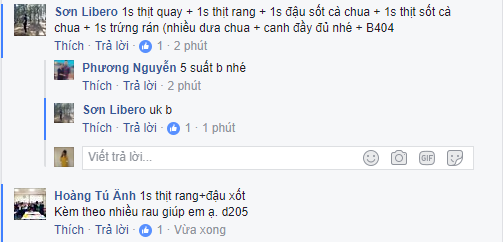 Sơn Libero 1s thịt quay + 1s thịt rang + 1s đậu sốt cà chua + 1s thịt sốt cà
chua + 1s trứng rán (nhiều dưa chua + canh đầy đủ nhé + B404
Thích · Trả lời · 1 · 2 phút
Phương Nguyễn 5 suất b nhé
Thích · Trả lời · 2 phút
Sơn Libero uk b
Thích · Trả lời · 1 · 1 phút
Viết trả lời...
GIF
Hoàng Tú Ănh 1s thịt rang+đậu xốt
Kèm theo nhiều rau giúp em ạ. d205
Thích · Trả lời · 1 · Vừa xong